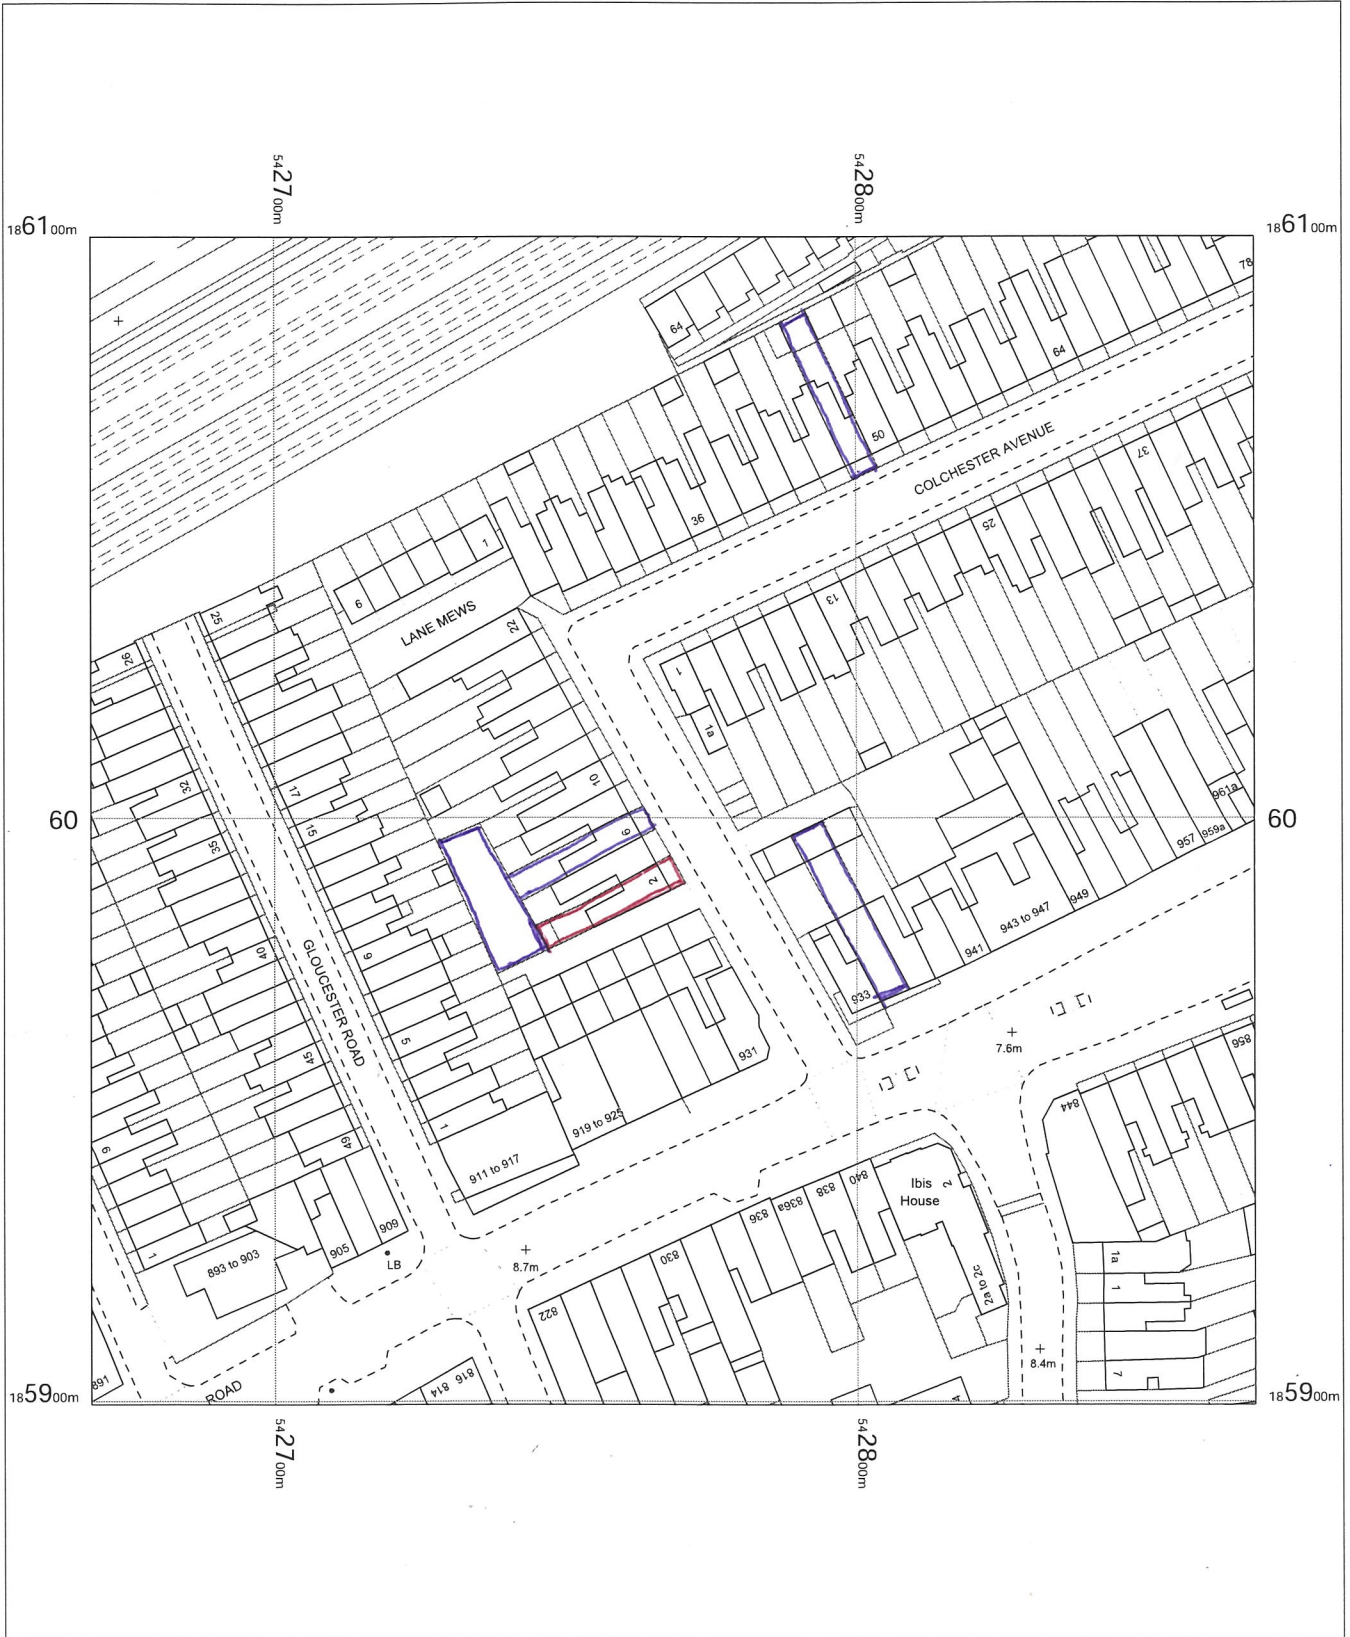 5427 00m
5428 00m
1861 00m
1861 00m
78
64
64
50
COLCHESTER AVENUE
37
36
25
1
6
13
LANE MEWS
22
25
26
1
1a
10
32
17
15
35
60
60
6
2
961a
959a
957
949
943 to 947
941
933
40
GLOUCESTER ROAD
9
5
45
931
7.6m
856
844
919 to 925
1
49
9
911 to 917
Ibis
House
2
840
838
836a
836
830
1
893 to 903
905
909
LB
8.7m
822
2a to 2c
1a
1
8.4m
7
891
ROAD
814
816
4
1859 00m
1859 00m
5427 00m
5428 00m